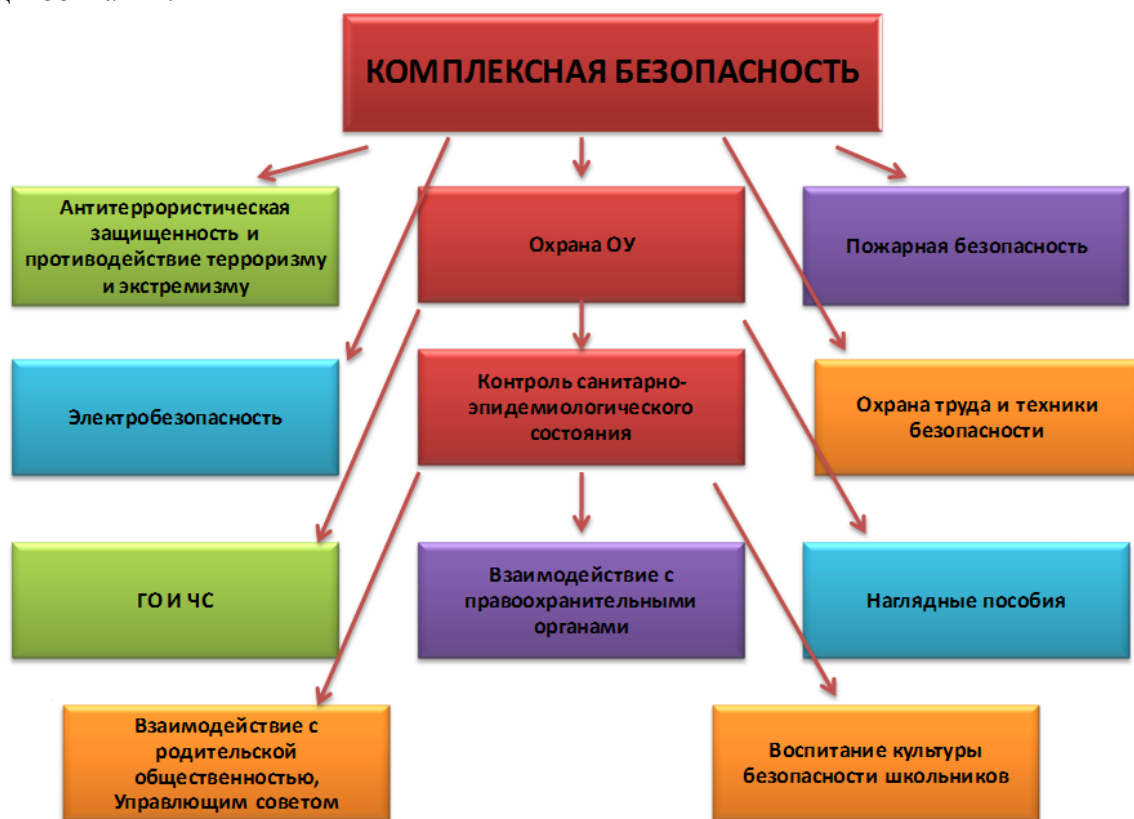 КОМПЛЕКСНАЯ БЕЗОПАСНОСТЬ
Антитеррористическая
защищенность и
противодействие терроризму
и экстремизму
Охрана ОУ
Пожарная безопасность
Электробезопасность
Контроль санитарно-
эпидемиологического
состояния
Охрана труда и техники
безопасности
ГО И ЧС
Взаимодействие с
правоохранительными
органами
Наглядные пособия
Взаимодействие с
родительской
общественностью,
Управлющим советом
Воспитание культуры
безопасности школьников